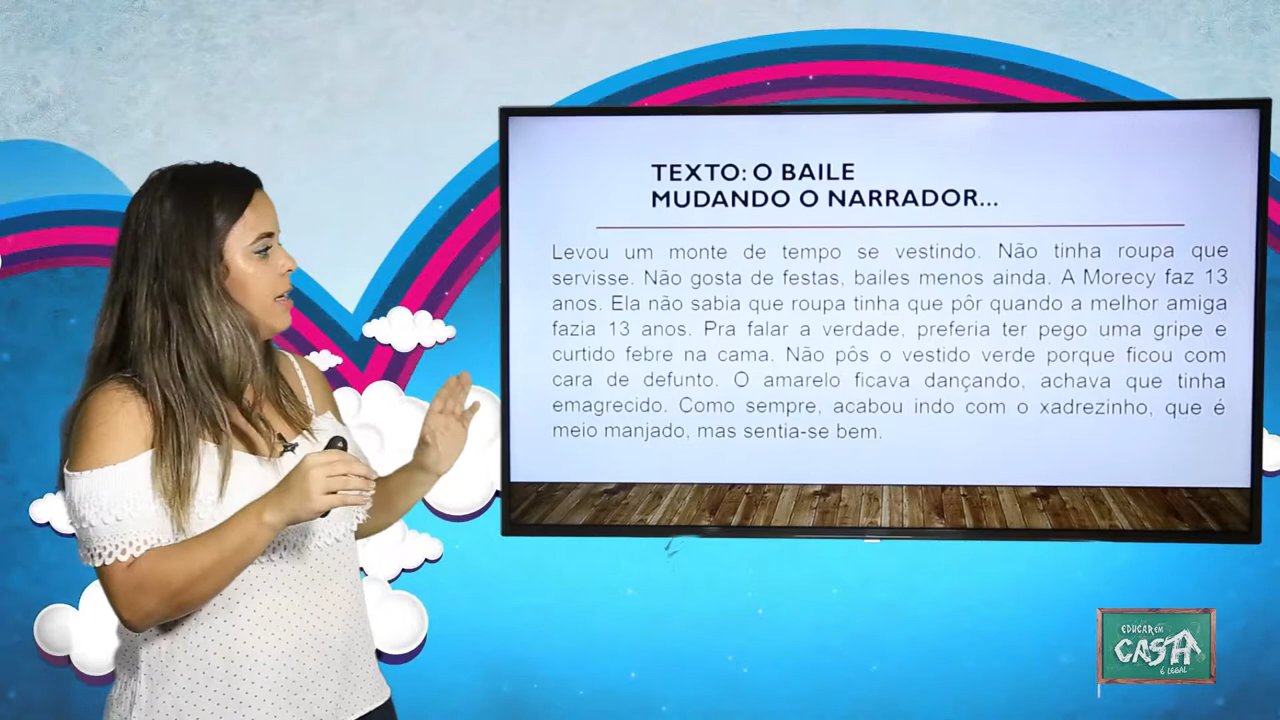 TEXTO: O BAILE
MUDANDO O NARRADOR...
Levou um monte de tempo se vestindo. Não tinha roupa que
servisse. Não gosta de festas, bailes menos ainda. A Morecy faz 13
anos. Ela não sabia que roupa tinha que pôr quando a melhor amiga
fazia 13 anos. Pra falar a verdade, preferia ter pego uma gripe e
curtido febre na cama. Não pôs o vestido verde porque ficou com
cara de defunto. O amarelo ficava dançando, achava que tinha
emagrecido. Como sempre, acabou indo com o xadrezinho, que é
meio manjado, mas sentia-se bem.
EDUCAR EM
CASA
É LEGAL